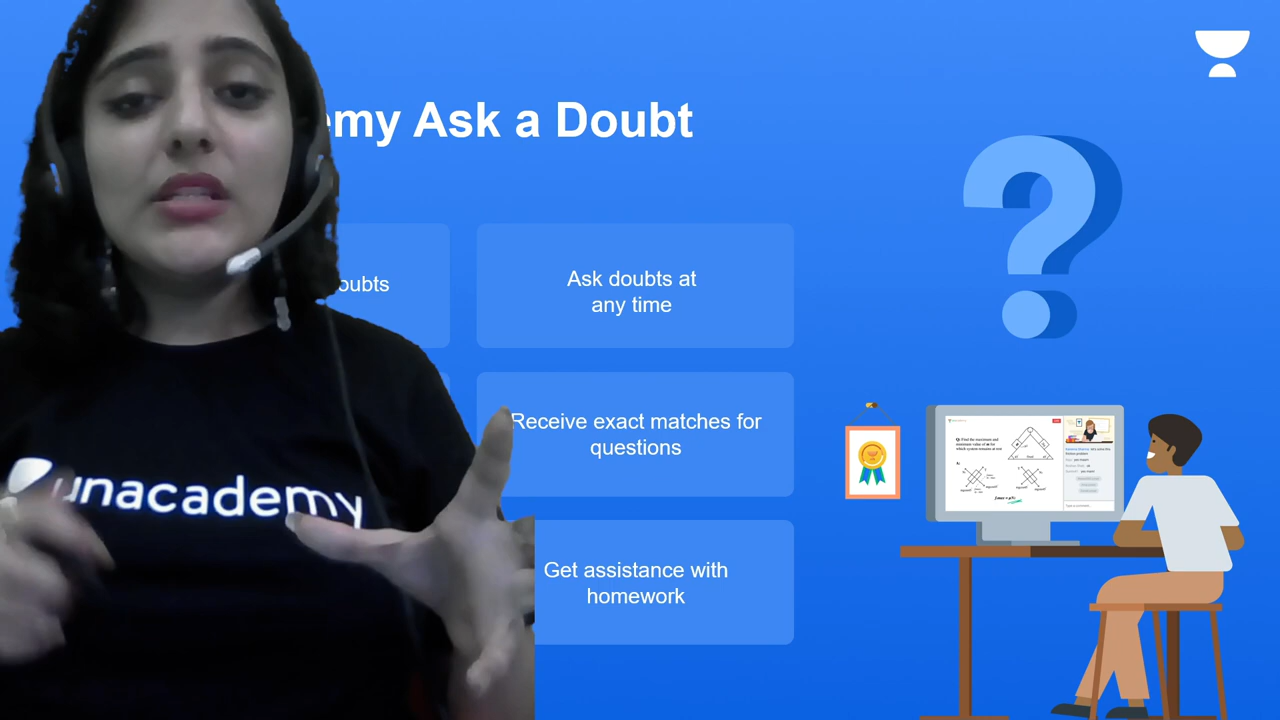 emy Ask a Doubt
oubts
Ask doubts at
any time
Receive exact matches for
questions
Get assistance with
homework
unacademy